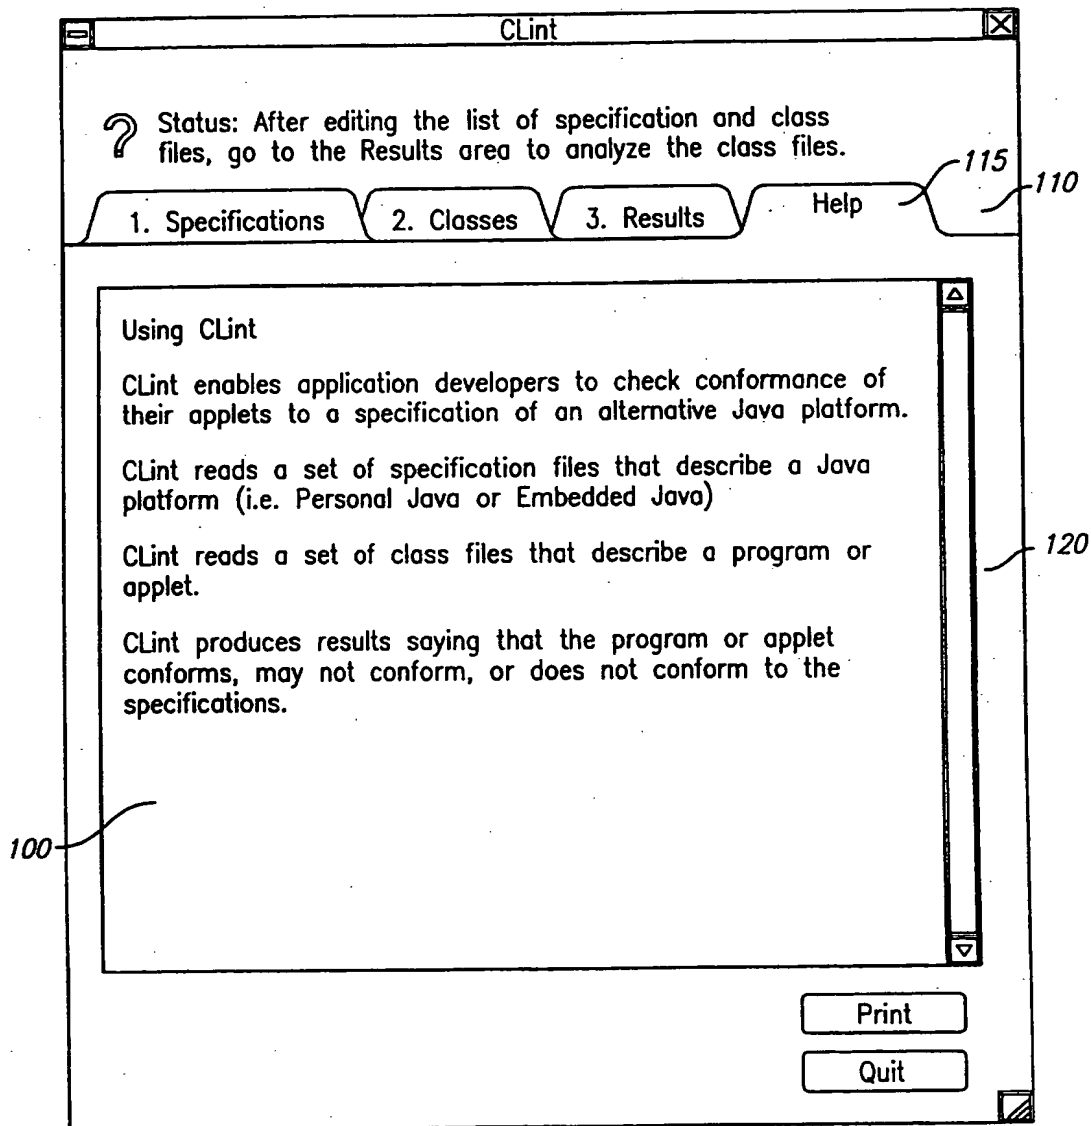 CLint
Status: After editing the list of specification and class
files, go to the Results area to analyze the class files.
115
110
1. Specifications
2. Classes
3. Results
Help
Using CLint
CLint enables application developers to check conformance of
their applets to a specification of an alternative Java platform.
CLint reads a set of specification files that describe a Java
platform (i.e. Personal Java or Embedded Java)
CLint reads a set of class files that describe a program or
applet.
CLint produces results saying that the program or applet
conforms, may not conform, or does not conform to the
specifications.
120
100
Print
Quit